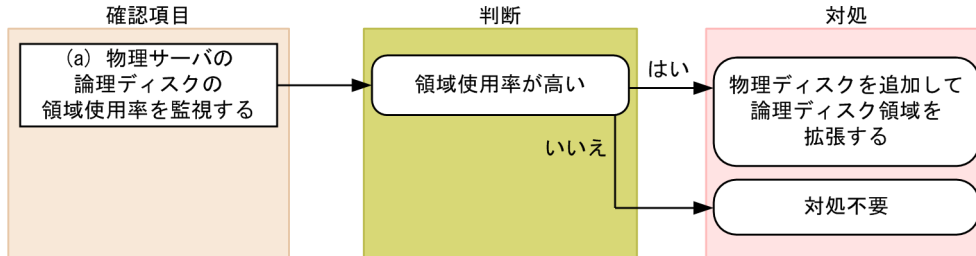 確認項目
判断
対処
(a) 物理サーバの
論理ディスクの
領域使用率を監視する
領域使用率が高い
はい
いいえ
物理ディスクを追加して
論理ディスク領域を
拡張する
対処不要